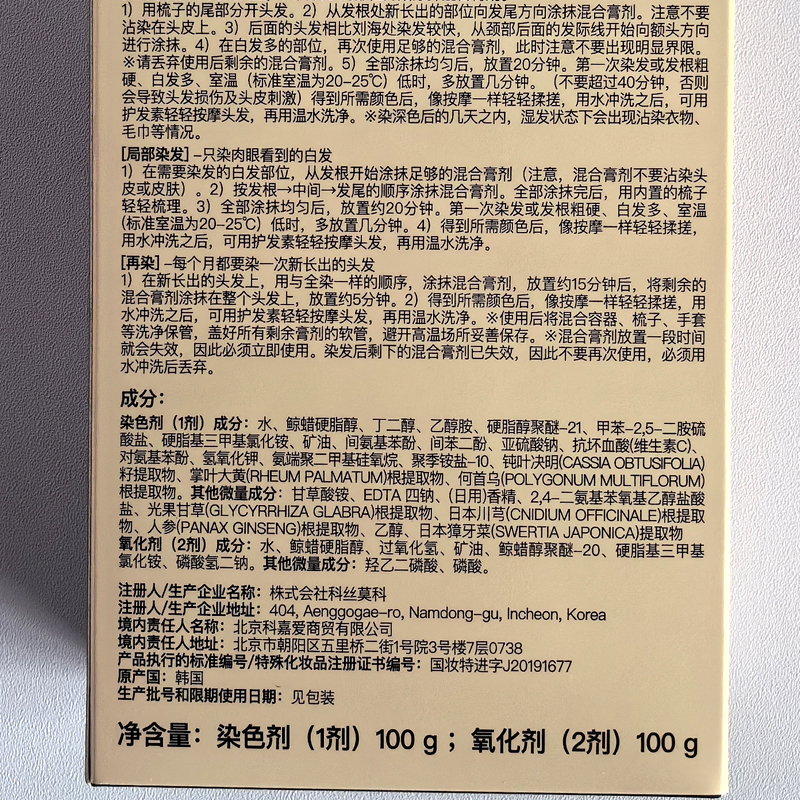 1）用梳子的尾部分开头发。2）从发根处新长出的部位向发尾方向涂抹混合膏剂。注意不要
沾染在头皮上。3）后面的头发相比刘海处染发较快，从颈部后面的发际线开始向额头方向
进行涂抹。4）在白发多的部位，再次使用足够的混合膏剂，此时注意不要出现明显界限。
※请丢弃使用后剩余的混合膏剂。5）全部涂抹均匀后，放置20分钟。第一次染发或发根粗
硬、白发多、室温（标准室温为20-25℃）低时，多放置几分钟。（不要超过40分钟，否则
会导致头发损伤及头皮刺激）得到所需颜色后，像按摩一样轻轻揉搓，用水冲洗之后，可用
护发素轻轻按摩头发，再用温水洗净。※染深色后的几天之内，湿发状态下会出现沾染衣物、
毛巾等情况。
[局部染发] –只染肉眼看到的白发
1）在需要染发的白发部位，从发根开始涂抹足够的混合膏剂（注意，混合膏剂不要沾染头
皮或皮肤）。2）按发根→中间→发尾的顺序涂抹混合膏剂。全部涂抹完后，用内置的梳子
轻轻梳理。3）全部涂抹均匀后，放置约20分钟。第一次染发或发根粗硬、白发多、室温
(标准室温为20-25℃）低时，多放置几分钟。4）得到所需颜色后，像按摩一样轻轻揉搓，
用水冲洗之后，可用护发素轻轻按摩头发，再用温水洗净。
[再染] –每个月都要染一次新长出的头发
1）在新长出的头发上，用与全染一样的顺序，涂抹混合膏剂，放置约15分钟后，将剩余的
混合膏剂涂抹在整个头发上，放置约5分钟。2）得到所需颜色后，像按摩一样轻轻揉搓，用
水冲洗之后，可用护发素轻轻按摩头发，再用温水洗净。※使用后将混合容器、梳子、手套
等洗净保管，盖好所有剩余膏剂的软管，避开高温场所妥善保存。※混合膏剂放置一段时间
就会失效，因此必须立即使用。染发后剩下的混合膏剂已失效，因此不要再次使用，必须用
水冲洗后丢弃。
成分：
染色剂（1剂）成分：水、鲸蜡硬脂醇、丁二醇、乙醇胺、硬脂醇聚醚-21、甲苯-2,5-二胺硫
酸盐、硬脂基三甲基氯化铵、矿油、间氨基苯酚、间苯二酚、亚硫酸钠、抗坏血酸(维生素C)、
对氨基苯酚、氢氧化钾、氨端聚二甲基硅氧烷、聚季铵盐-10、钝叶决明(CASSIA OBTUSIFOLIA)
籽提取物、掌叶大黄(RHEUM PALMATUM)根提取物、何首乌(POLYGONUM MULTIFLORUM)
根提取物。其他微量成分：甘草酸铵、EDTA 四钠、(日用)香精、2,4-二氨基苯氧基乙醇盐酸
盐、光果甘草(GLYCYRRHIZA GLABRA)根提取物、日本川芎(CNIDIUM OFFICINALE)根提取
物、人参(PANAX GINSENG)根提取物、乙醇、日本獐牙菜(SWERTIA JAPONICA)提取物
氧化剂（2剂）成分：水、鲸蜡硬脂醇、过氧化氢、矿油、鲸蜡硬脂醇聚醚-20、硬脂基三甲基
氯化铵、磷酸氢二钠。其他微量成分：羟乙二磷酸、磷酸。
注册人/生产企业名称：株式会社科丝莫科
注册人/生产企业地址：404, Aenggogae-ro, Namdong-gu, Incheon, Korea
境内责任人名称：北京科嘉爱商贸有限公司
境内责任人地址：北京市朝阳区五里桥二街1号院3号楼7层0738
产品执行的标准编号/特殊化妆品注册证书编号：国妆特进字J20191677
原产国：韩国
生产批号和限期使用日期：见包装
净含量：染色剂（1剂）100 g；氧化剂（2剂）100 g